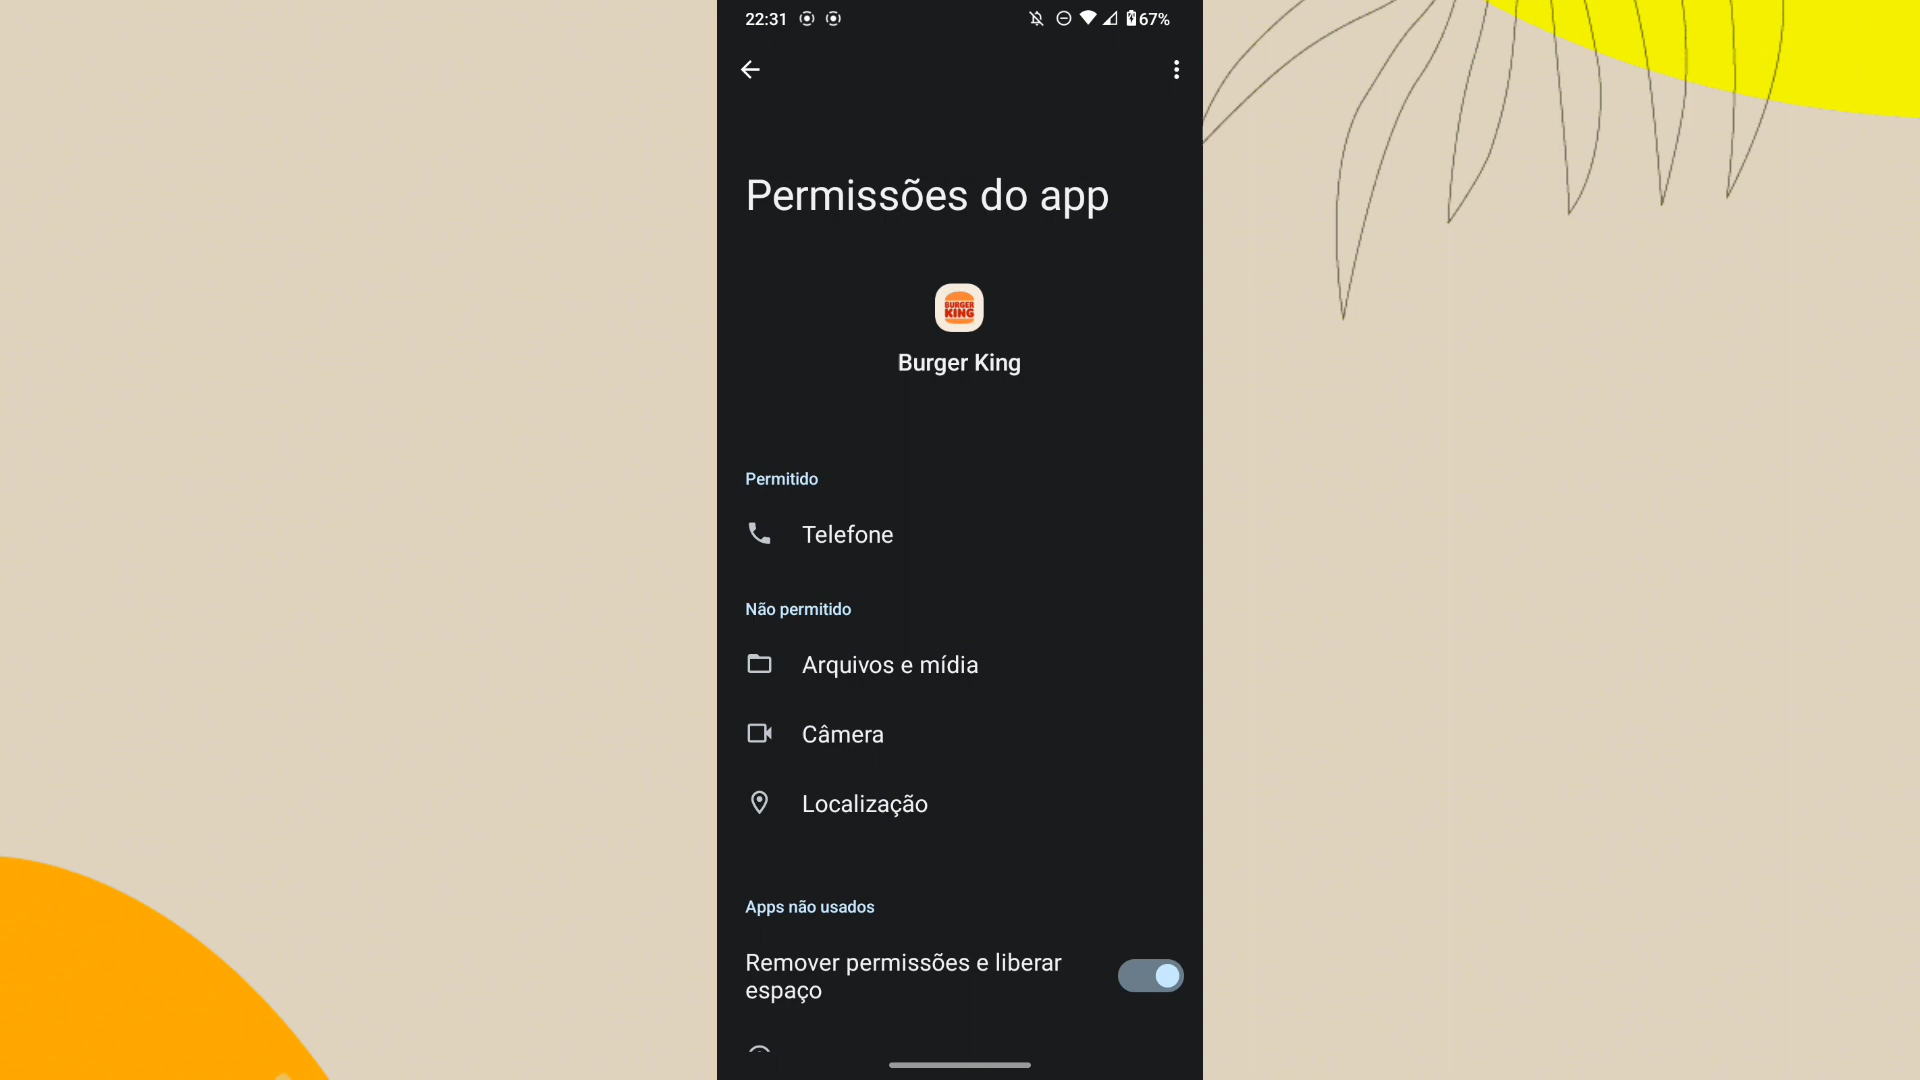 22:31
67%
Permissões do app
BURGER
KING
Burger King
Permitido
Telefone
Não permitido
Arquivos e mídia
Câmera
Localização
Apps não usados
Remover permissões e liberar
espaço